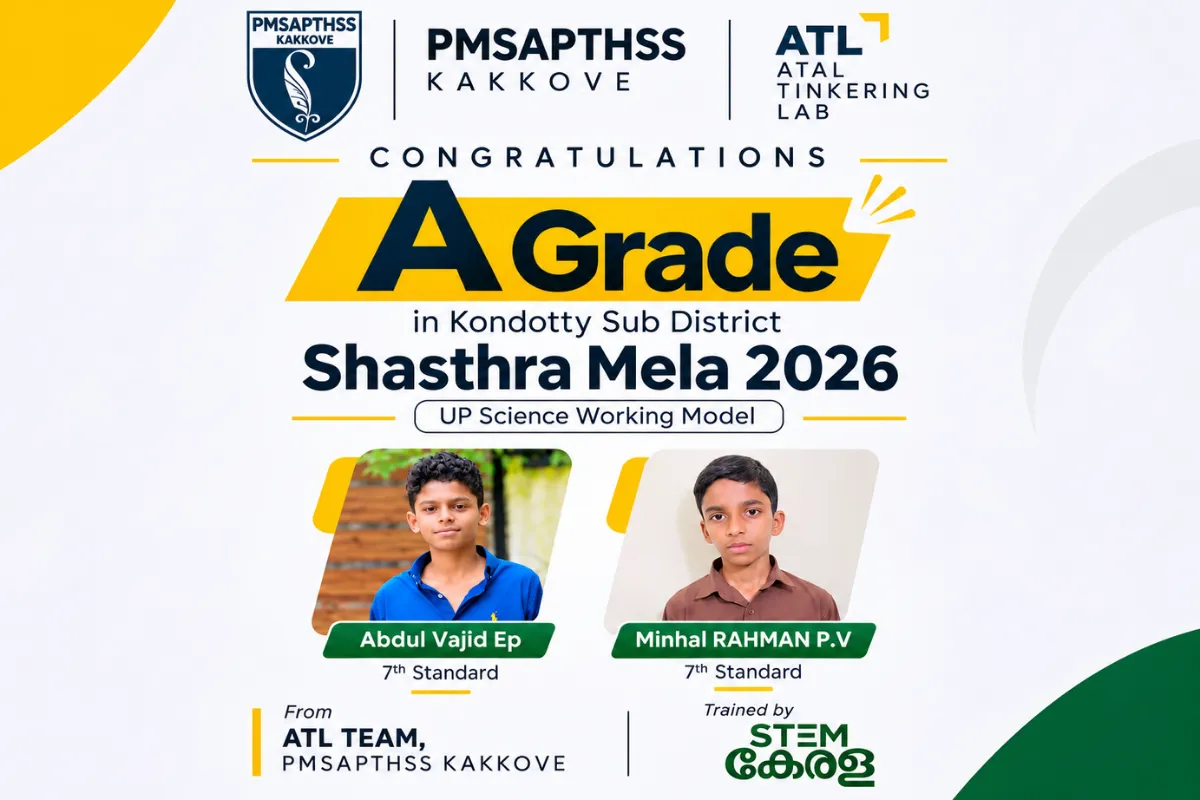 PMSAPTHSS
KAKKOVE
PMSAPTHSS
KAKKOVE
ATL
ATAL
TINKERING
LAB
CONGRATULATIONS
A Grade
in Kondotty Sub District
Shasthra Mela 2026
UP Science Working Model
Abdul Vajid Ep
7th Standard
Minhal RAHMAN P.V
7th Standard
From
ATL TEAM,
PMSAPTHSS KAKKOVE
Trained by
STEM
കേരള